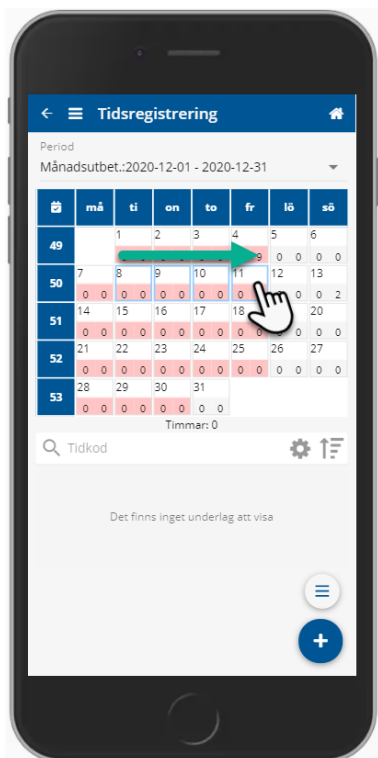 Tidsregistrering
Period
Månadsutbet.:2020-12-01 - 2020-12-31
må ti on to fr lö sö
1 2 3 4 5 6
49 9 0 0 0 0
7 8 9 10 11 12 13
50 0 0 0 0 0 0 0 0 0 0 0 2
14 15 16 17 18 20
51 0 0 0 0 0 0 0 0 0 0 0 0
21 22 23 24 25 26 27
52 0 0 0 0 0 0 0 0 0 0 0 0 0 0
28 29 30 31
53 0 0 0 0 0 0 0 0
Timmar: 0
Tidkod
Det finns inget underlag att visa